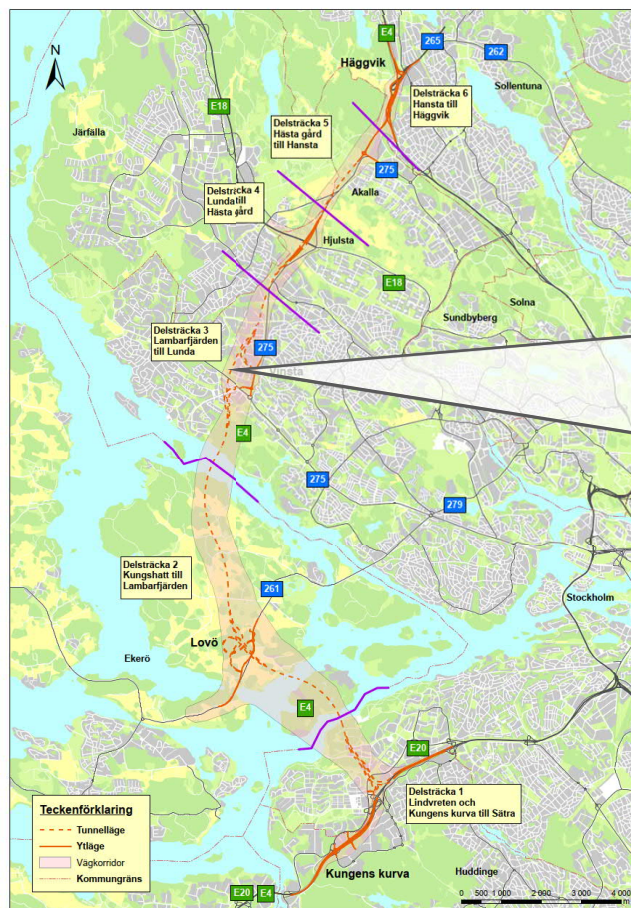 N
E4
265
262
Häggvik
Sollentuna
Delsträcka 6
Hansta till
Häggvik
E18
Delsträcka 5
Hästa gård
till Hansta
Järfälla
275
Akalla
Delsträcka 4
Lunda till
Hästa gård
Hjulsta
E18
Solna
Sundbyberg
Delsträcka 3
Lambarfjärden
till Lunda
275
Vinsta
E4
275
279
Delsträcka 2
Kungshatt till
Lambarfjärden
261
Stockholm
Lovö
Ekerö
E4
E20
Delsträcka 1
Lindvreten och
Kungens kurva till Sätra
Teckenförklaring
Tunnelläge
Ytläge
Vägkorridor
Kommungräns
Kungens kurva
Huddinge
E20
E4
0 500 1 000 2 000 3 000 4 000
m